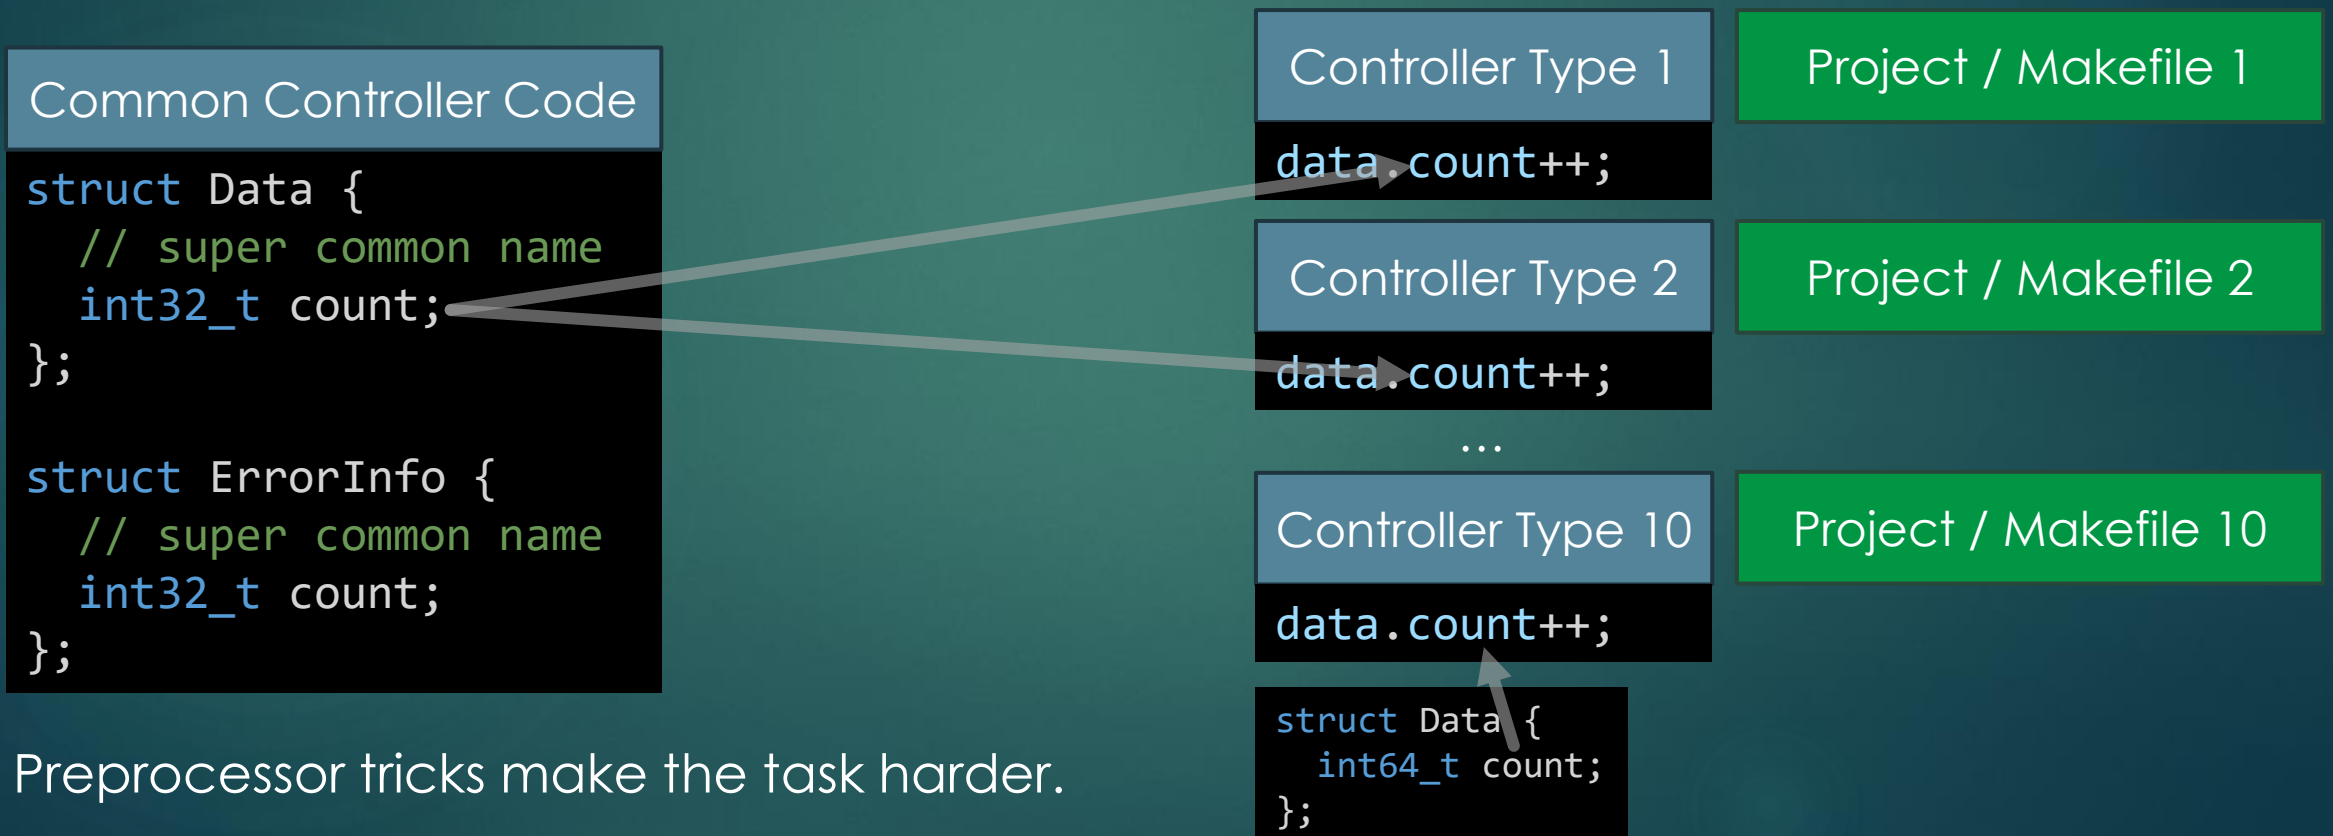 Common Controller Code
struct Data {
  // super common name
  int32_t count;
};
struct ErrorInfo {
  // super common name
  int32_t count;
};
Preprocessor tricks make the task harder.
Controller Type 1
Project / Makefile 1
data.count++;
Controller Type 2
Project / Makefile 2
data.count++;
...
Controller Type 10
Project / Makefile 10
data.count++;
struct Data {
  int64_t count;
};